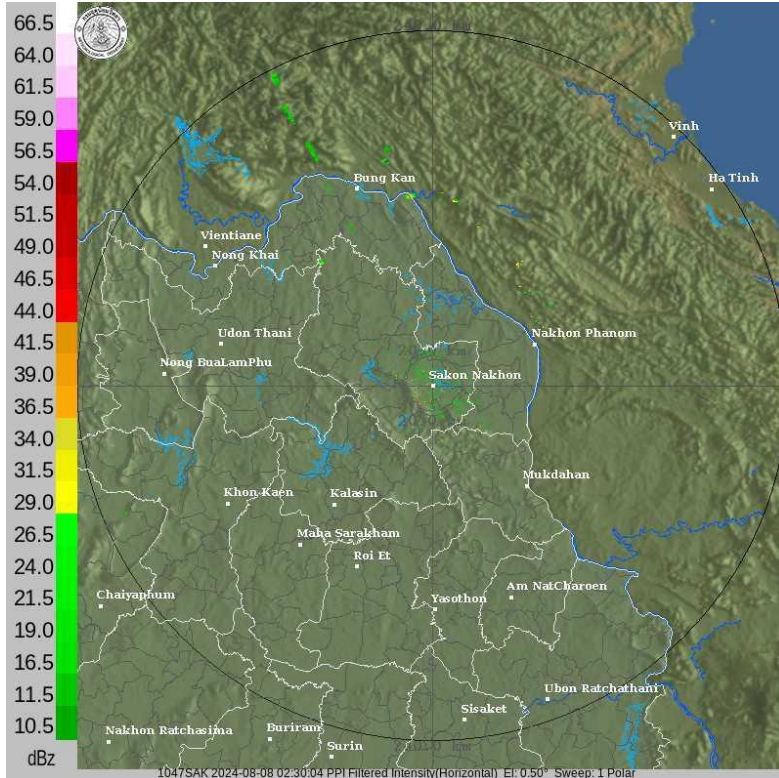 66.5
64.0
61.5
59.0
56.5
54.0
51.5
49.0
46.5
44.0
41.5
39.0
36.5
34.0
31.5
29.0
26.5
24.0
21.5
19.0
16.5
11.5
10.5
dBz
Vinh
Ha Tinh
Bung Kan
Vientiane
Nong Khai
Udon Thani
Nakhon Phanom
Nong BuaLamPhu
Sakon Nakhon
Mukdahan
Khon Kaen
Kalasin
Maha Sarakham
Roi Et
Chaiyaphum
Yasothon
Am NatCharoen
Ubon Ratchathani
Sisaket
Nakhon Ratchasima
Buriram
Surin
1047SAK 2024-08-08 02:30:04 PPI Filtered Intensity(Horizontal) El: 0.50° Sweep: 1 Polar